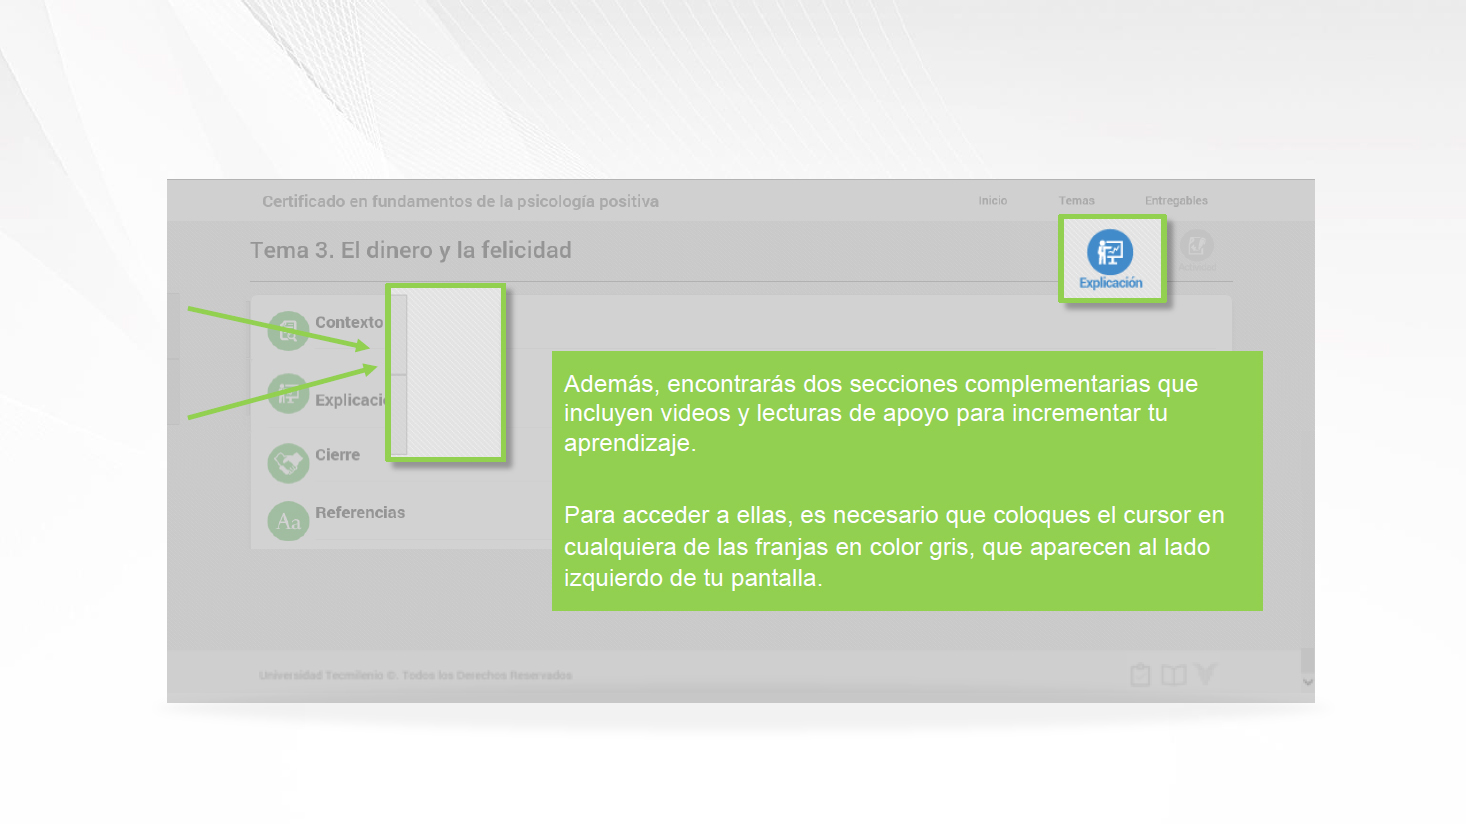 Certificado en fundamentos de la psicología positiva
Inicio
Temas
Entregables
Tema 3. El dinero y la felicidad
Explicación
Contexto
Explicació
Cierre
Aa
Referencias
Además, encontrarás dos secciones complementarias que
incluyen videos y lecturas de apoyo para incrementar tu
aprendizaje.
Para acceder a ellas, es necesario que coloques el cursor en
cualquiera de las franjas en color gris, que aparecen al lado
izquierdo de tu pantalla.
Universidad Tecmilenio ©. Todos los Derechos Reservados